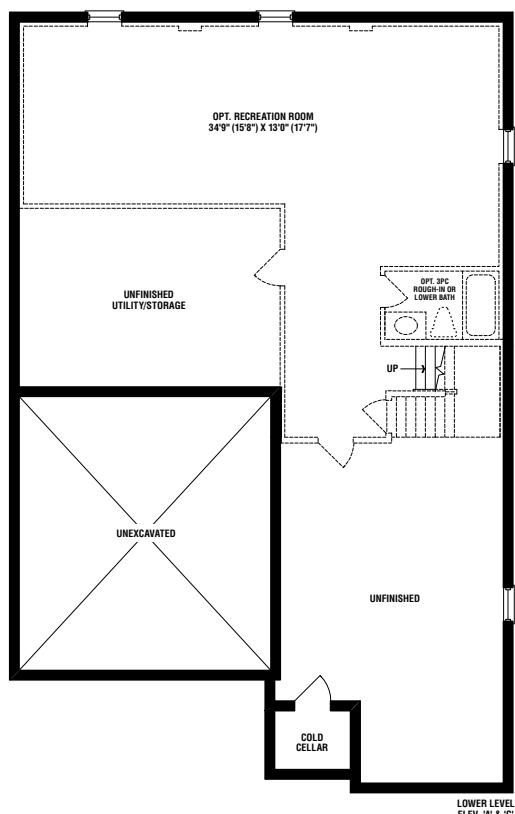 OPT. RECREATION ROOM
34'9" (15'8") X 13'0" (17'7")
OPT. 3PC
ROUGH-IN OR
LOWER BATH
UNFINISHED
UTILITY/STORAGE
UP
UNEXCAVATED
UNFINISHED
COLD
CELLAR
LOWER LEVEL
ELEV. 'A' & 'C'